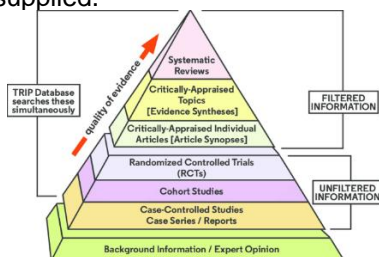 supplied.
Systematic
Reviews
Critically-Appraised
Topics
[Evidence Syntheses]
Critically-Appraised Individual
Articles [Article Synopses]
Randomized Controlled Trials
(RCTs)
Cohort Studies
Case-Controlled Studies
Case Series / Reports
Background Information / Expert Opinion
quality of evidence
TRIP Database
searches these
simultaneously
FILTERED
INFORMATION
UNFILTERED
INFORMATION